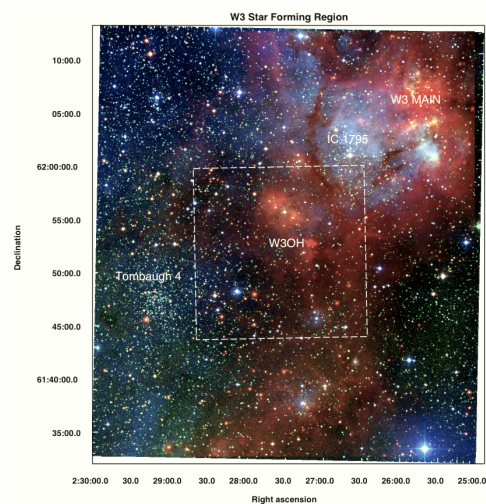 W3 Star Forming Region
10:00.0
W3 MAIN
05:00.0
IC 1795
62:00:00.0
55:00.0
W3OH
Declination
50:00.0
Tombaugh 4
45:00.0
61:40:00.0
35:00.0
2:30:00.0 30.0 29:00.0 30.0 28:00.0 30.0 27:00.0 30.0 26:00.0 30.0 25:00.0
Right ascension